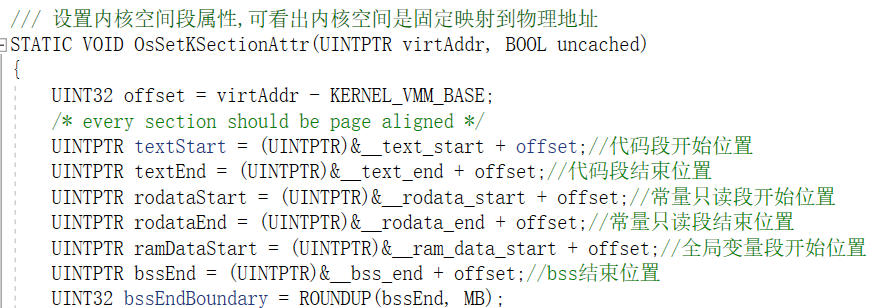 /// 设置内核空间段属性,可看出内核空间是固定映射到物理地址
STATIC VOID OsSetKSectionAttr(UINTPTR virtAddr, BOOL uncached)
{
UINT32 offset = virtAddr - KERNEL_VMM_BASE;
/* every section should be page aligned */
UINTPTR textStart = (UINTPTR)&__text_start + offset;//代码段开始位置
UINTPTR textEnd = (UINTPTR)&__text_end + offset;//代码段结束位置
UINTPTR rodataStart = (UINTPTR)&__rodata_start + offset;//常量只读段开始位置
UINTPTR rodataEnd = (UINTPTR)&__rodata_end + offset;//常量只读段结束位置
UINTPTR ramDataStart = (UINTPTR)&__ram_data_start + offset;//全局变量段开始位置
UINTPTR bssEnd = (UINTPTR)&__bss_end + offset;//bss结束位置
UINT32 bssEndBoundary = ROUNDUP(bssEnd, MB);